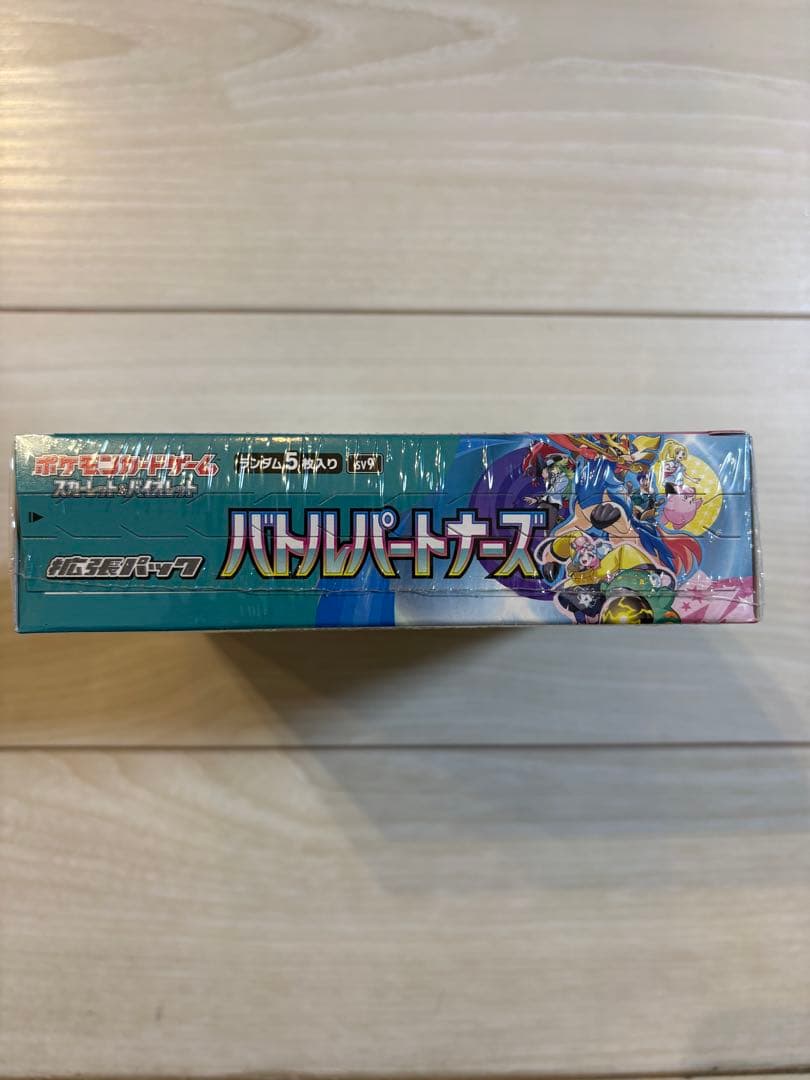 ポケモンカードゲーム
スカーレット&バイオレット
ランダム5枚入り
sv9
拡張パック
バトルパートナーズ